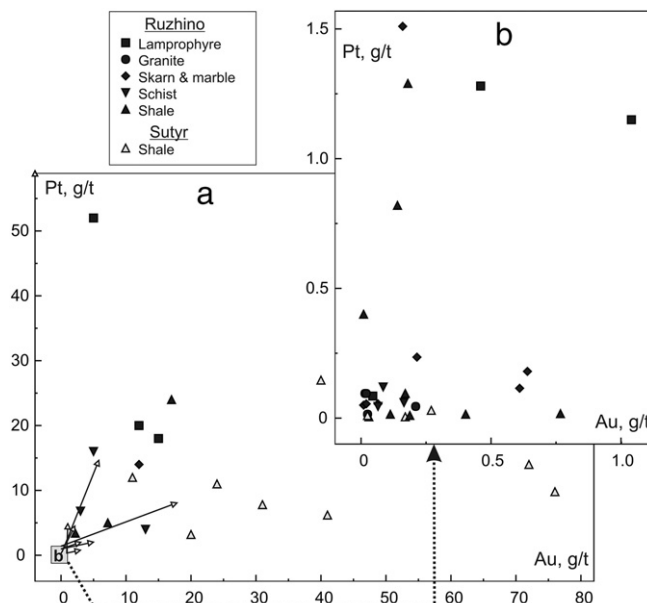 Ruzhino
Lamprophyre
Granite
Skarn & marble
Schist
Shale
Sutyr
Shale
Pt, g/t
a
50
40
30
20
10
0
b
Au, g/t
0
10
20
30
40
50
60
70
80
1.5
Pt, g/t
b
1.0
0.5
0
Au, g/t
0
0.5
1.0